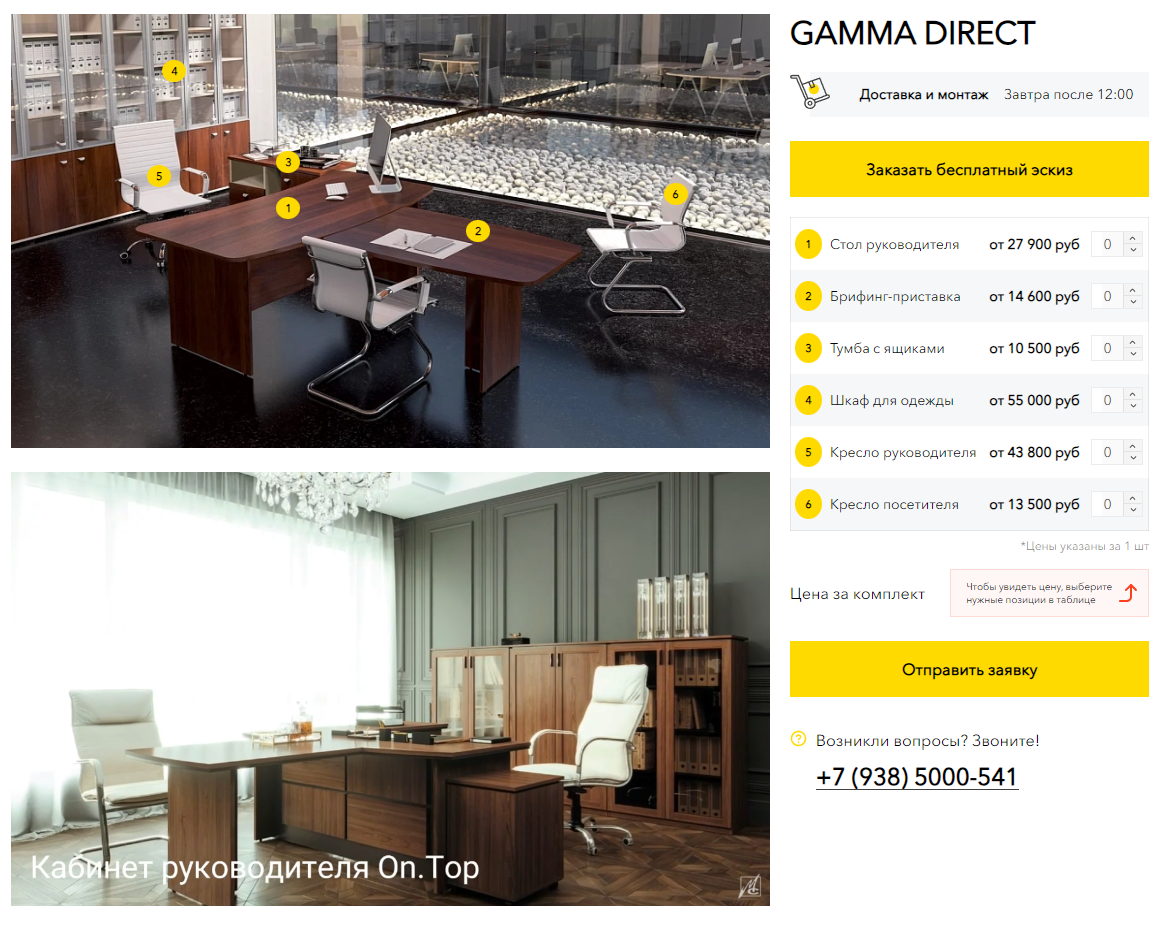 4
3
5
6
1
2
Кабинет руководителя On.Top
GAMMA DIRECT
Доставка и монтаж Завтра после 12:00
Заказать бесплатный эскиз
1 Стол руководителя от 27 900 руб 0
2 Брифинг-приставка от 14 600 руб 0
3 Тумба с ящиками от 10 500 руб 0
4 Шкаф для одежды от 55 000 руб 0
5 Кресло руководителя от 43 800 руб 0
6 Кресло посетителя от 13 500 руб 0
*Цены указаны за 1 шт
Цена за комплект
Чтобы увидеть цену, выберите
нужные позиции в таблице
Отправить заявку
? Возникли вопросы? Звоните!
+7 (938) 5000-541